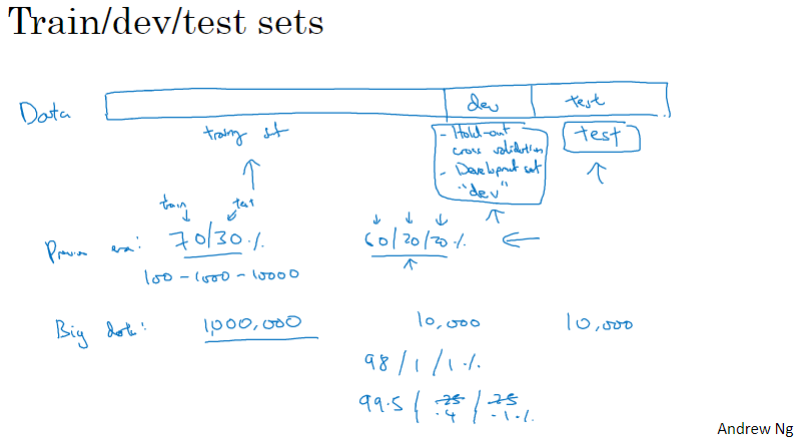 Train/dev/test sets
Data dev test
training set
- Hold-out
cross validation
- Development set
"dev"
test
train test
Previous era: 70/30% 60/20/20%
100-1000-10000
Big data: 1,000,000 10,000 10,000
98/1/1%
99.5/.25/.25
.4/.1%
Andrew Ng